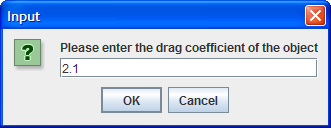 Input
Please enter the drag coefficient of the object
2.1
OK Cancel